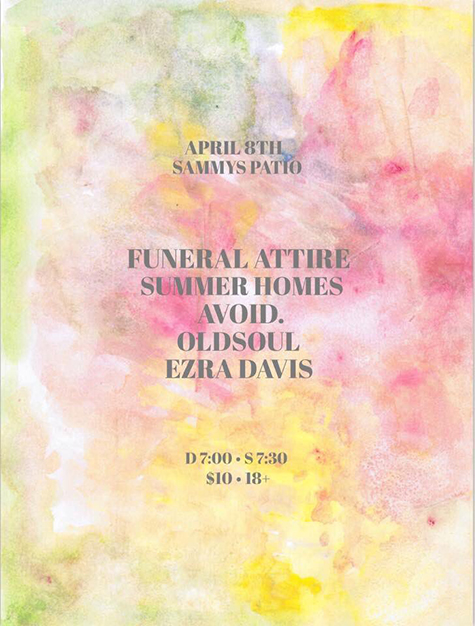 APRIL 8TH
SAMMYS PATIO
FUNERAL ATTIRE
SUMMER HOMES
AVOID.
OLDSOUL
EZRA DAVIS
D 7:00 • S 7:30
$10 • 18+